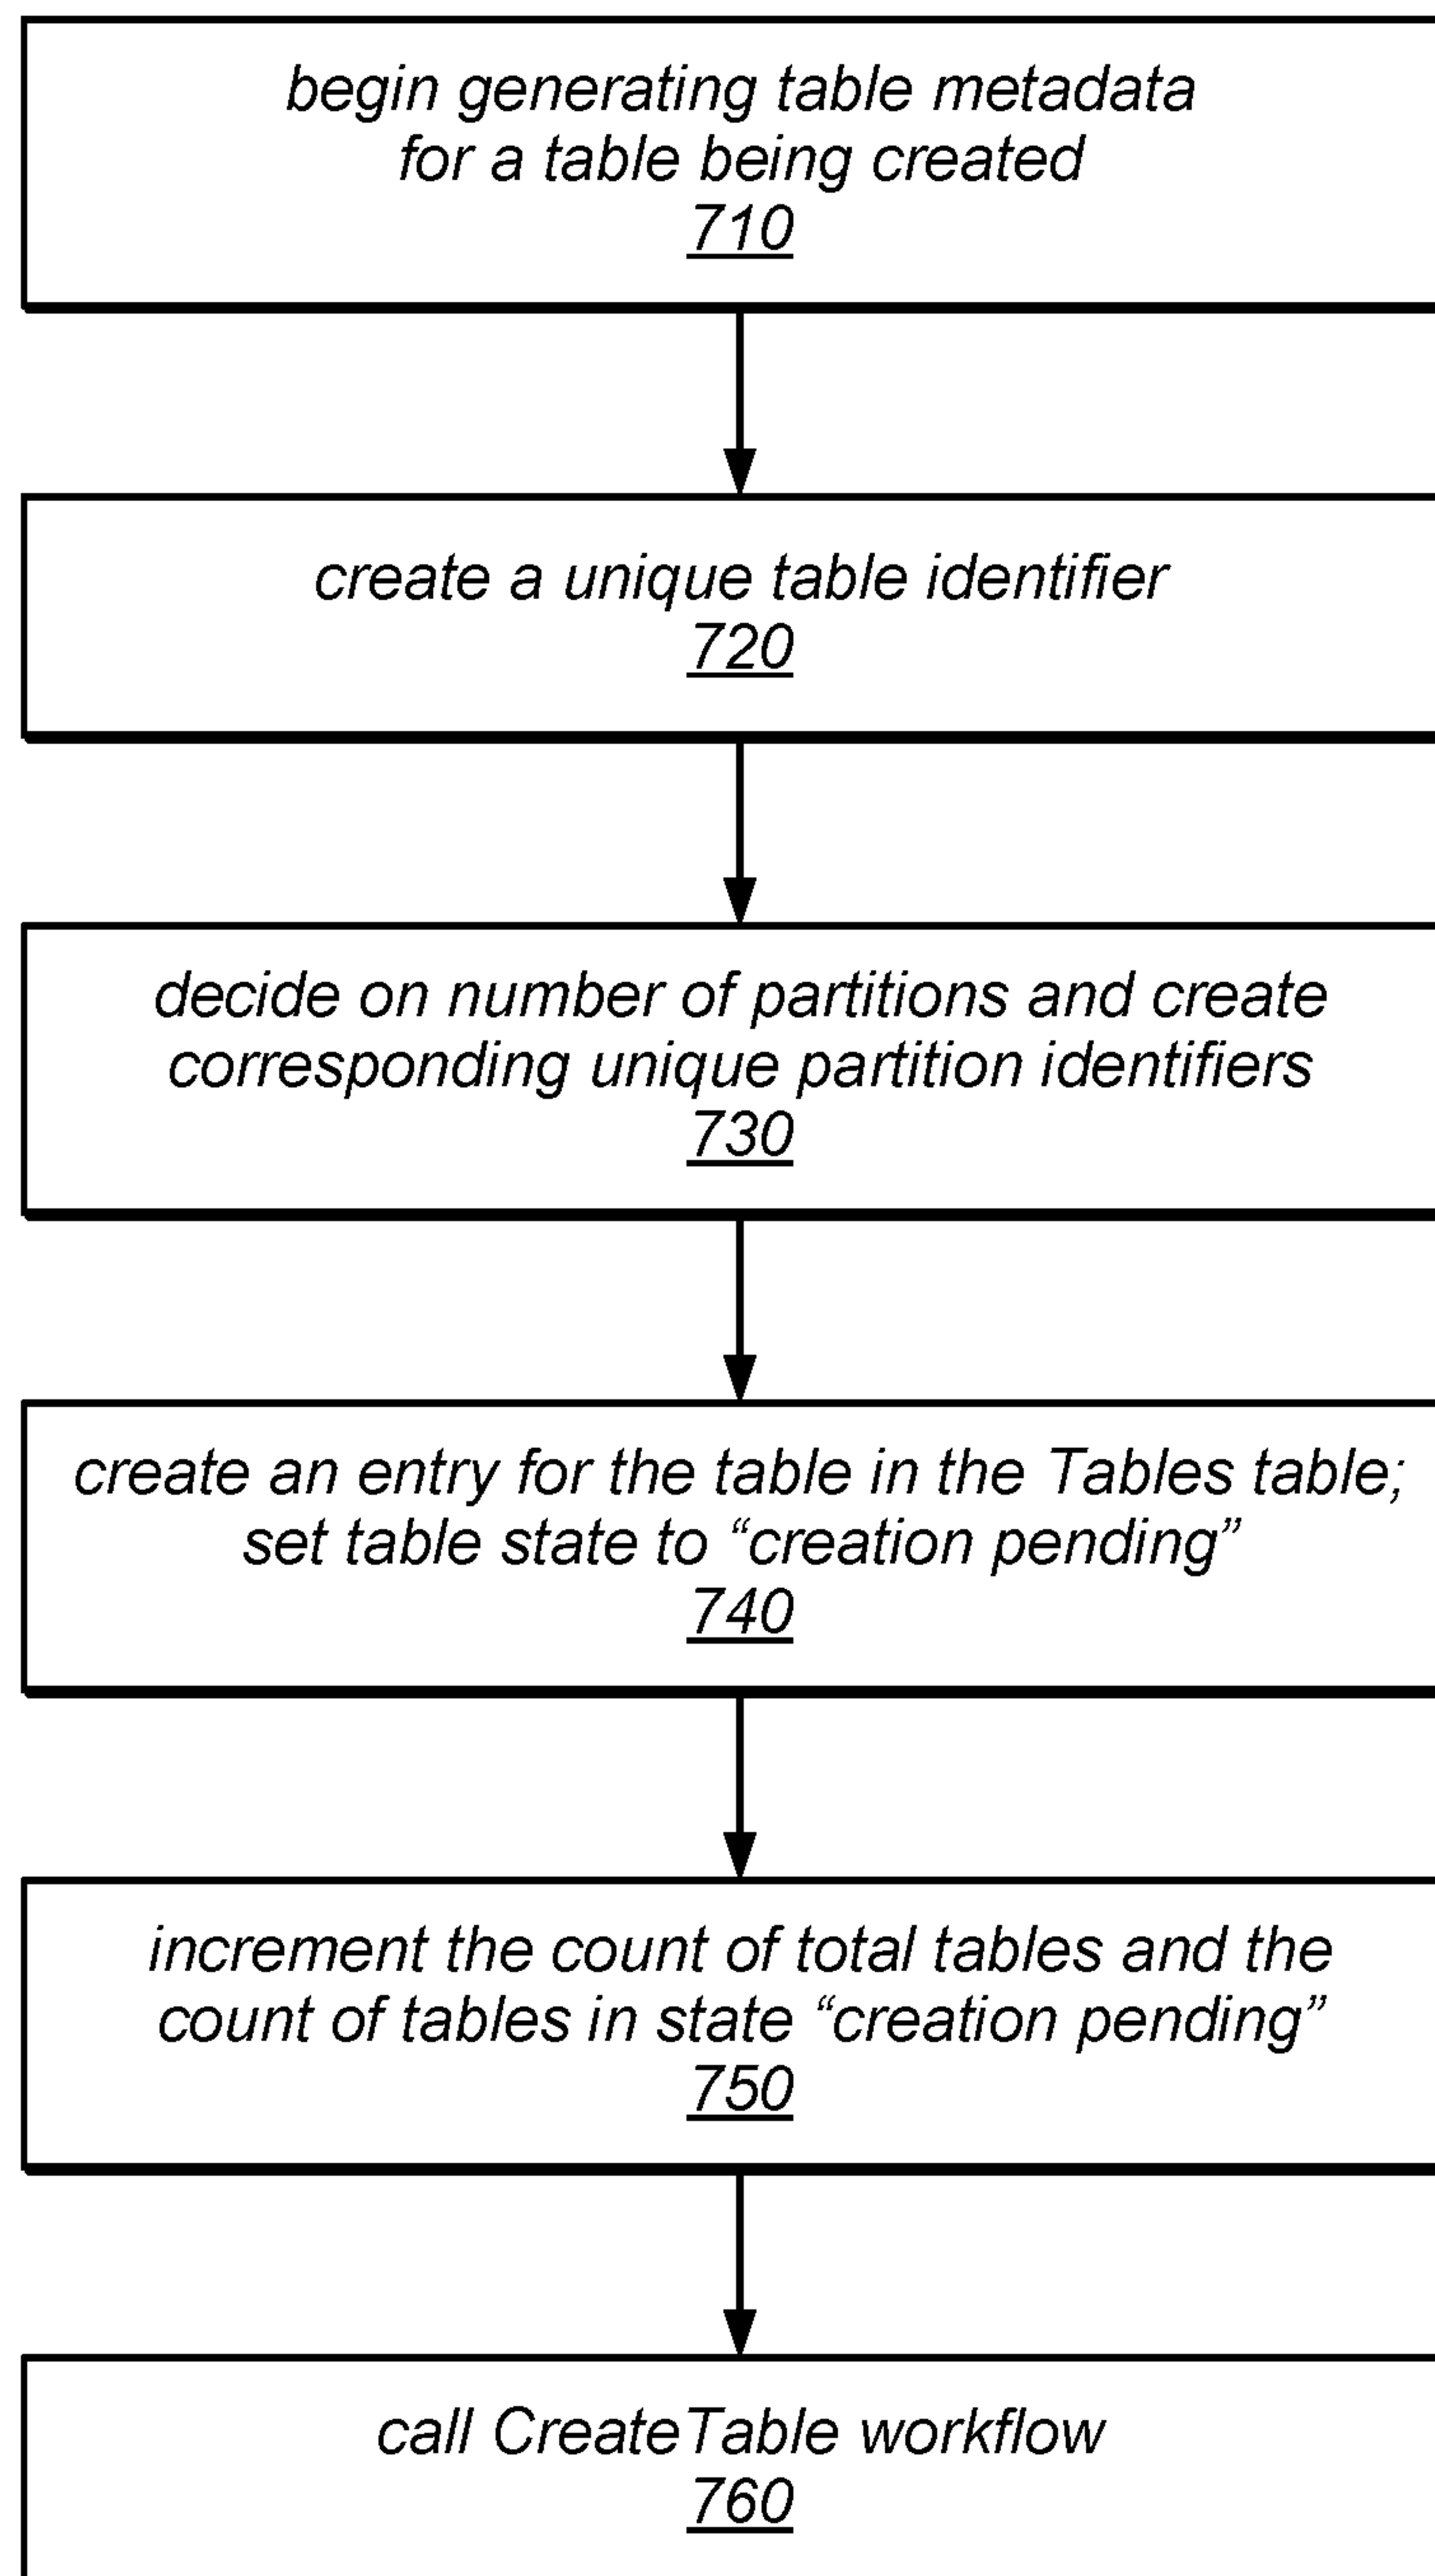 begin generating table metadata
for a table being created
710
create a unique table identifier
720
decide on number of partitions and create
corresponding unique partition identifiers
730
create an entry for the table in the Tables table;
set table state to “creation pending”
740
increment the count of total tables and the
count of tables in state “creation pending”
750
call CreateTable workflow
760